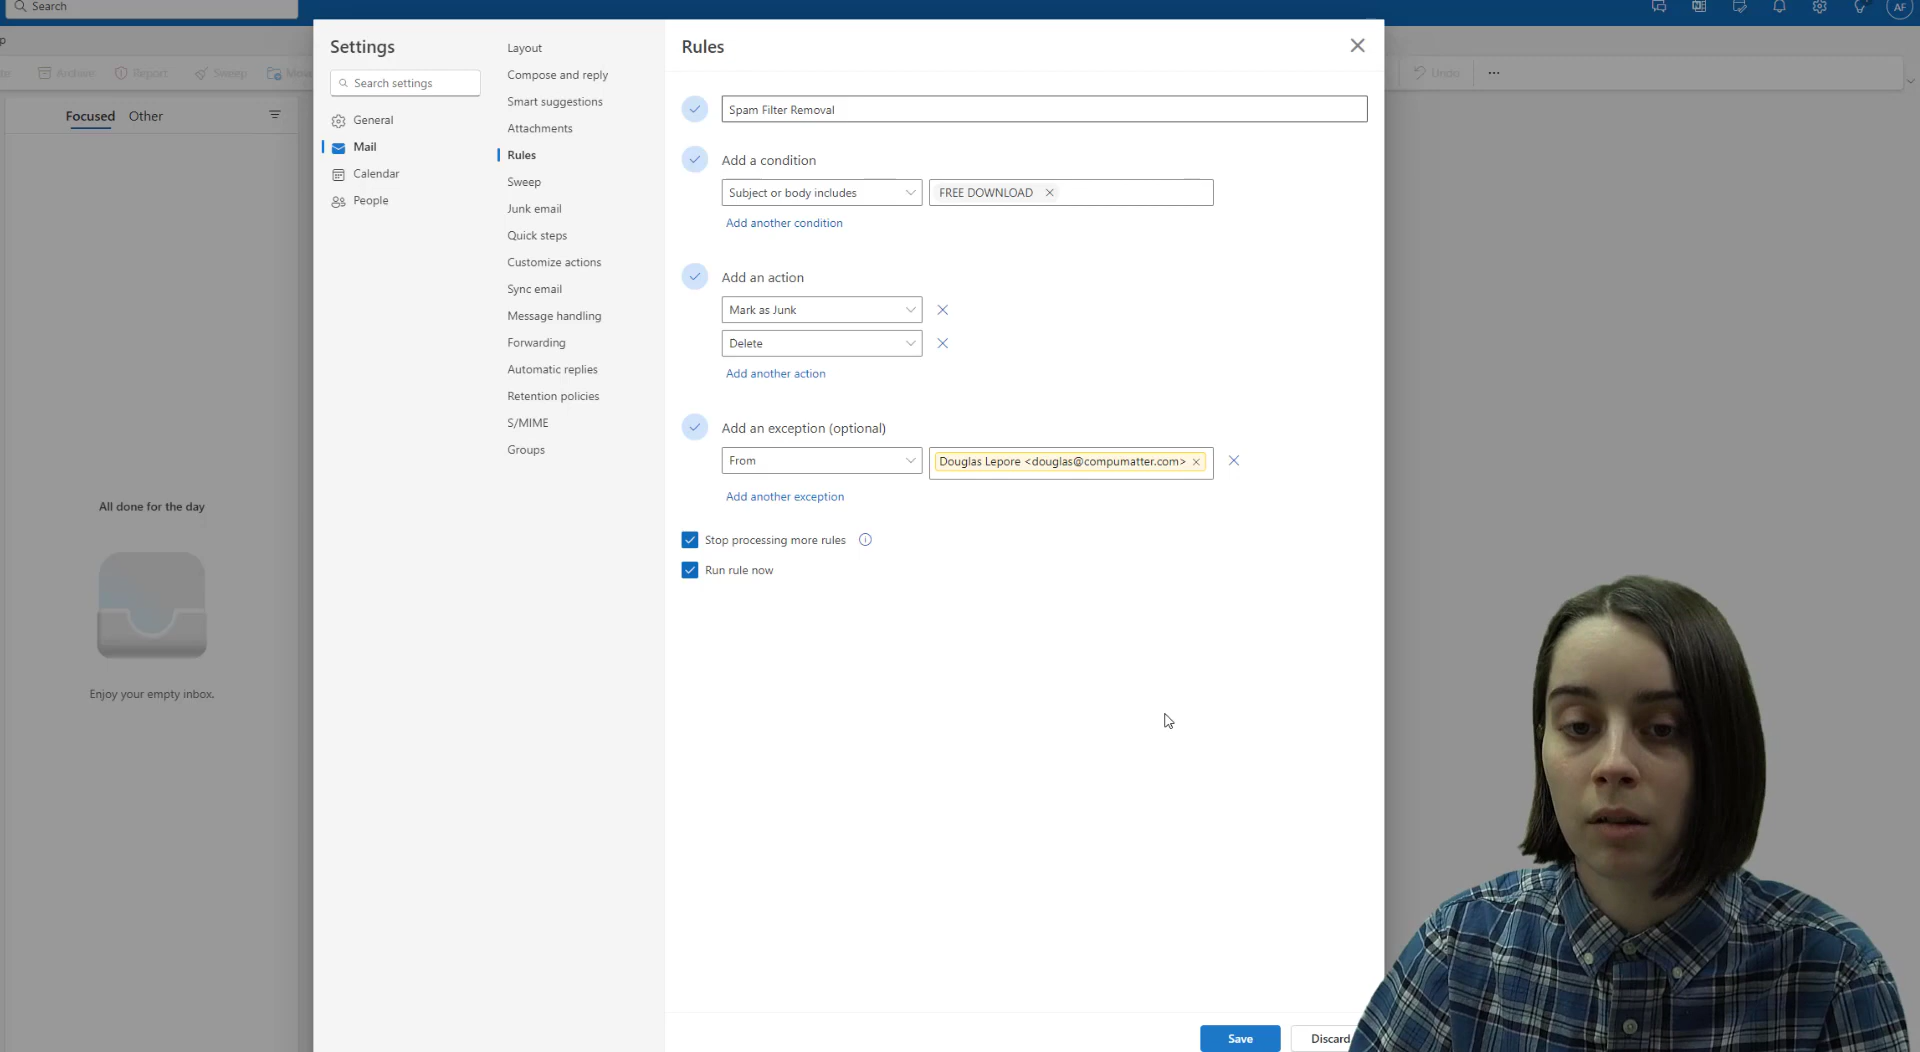 Search
AF
Archive
Report
Sweep
Undo
Focused
Other
All done for the day
Enjoy your empty inbox.
Settings
Search settings
General
Mail
Calendar
People
Layout
Compose and reply
Smart suggestions
Attachments
Rules
Sweep
Junk email
Quick steps
Customize actions
Sync email
Message handling
Forwarding
Automatic replies
Retention policies
S/MIME
Groups
Rules
Spam Filter Removal
Add a condition
Subject or body includes
FREE DOWNLOAD
Add another condition
Add an action
Mark as Junk
Delete
Add another action
Add an exception (optional)
From
Douglas Lepore <douglas@compumatter.com>
Add another exception
Stop processing more rules
Run rule now
Save
Discard